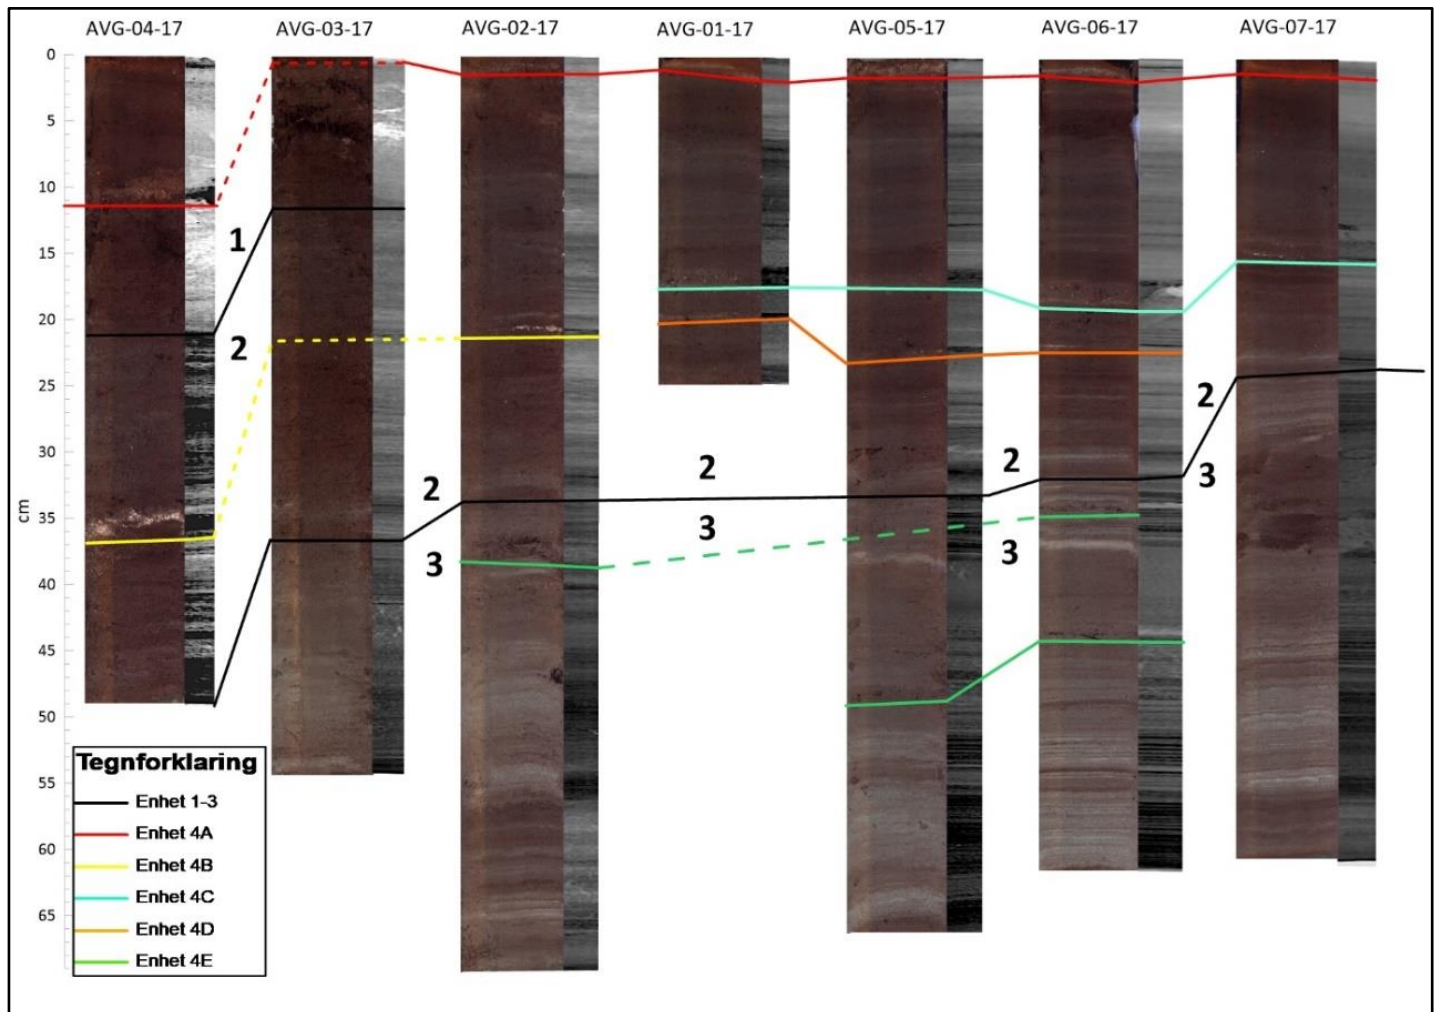 AVG-04-17
AVG-03-17
AVG-02-17
AVG-01-17
AVG-05-17
AVG-06-17
AVG-07-17
0
5
10
15
20
25
30
35
40
45
50
55
60
65
cm
1
2
2
3
2
3
2
3
2
3
Tegnforklaring
Enhet 1-3
Enhet 4A
Enhet 4B
Enhet 4C
Enhet 4D
Enhet 4E